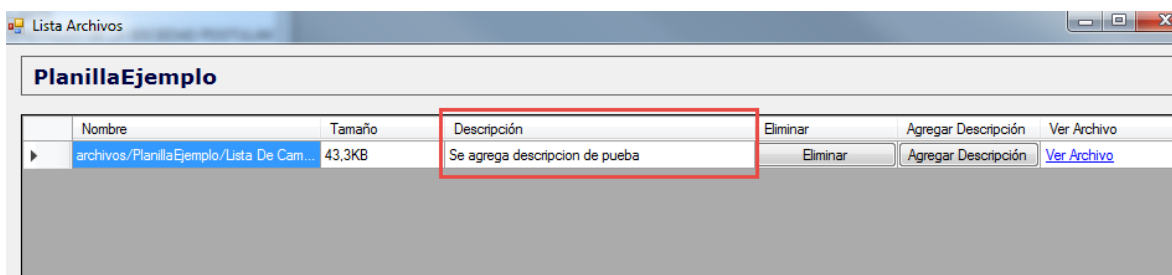 Lista Archivos
PlanillaEjemplo
Nombre Tamaño Descripción Eliminar Agregar Descripción Ver Archivo
archivos/PlanillaEjemplo/Lista De Cam... 43,3KB Se agrega descripcion de pueba Eliminar Agregar Descripción Ver Archivo